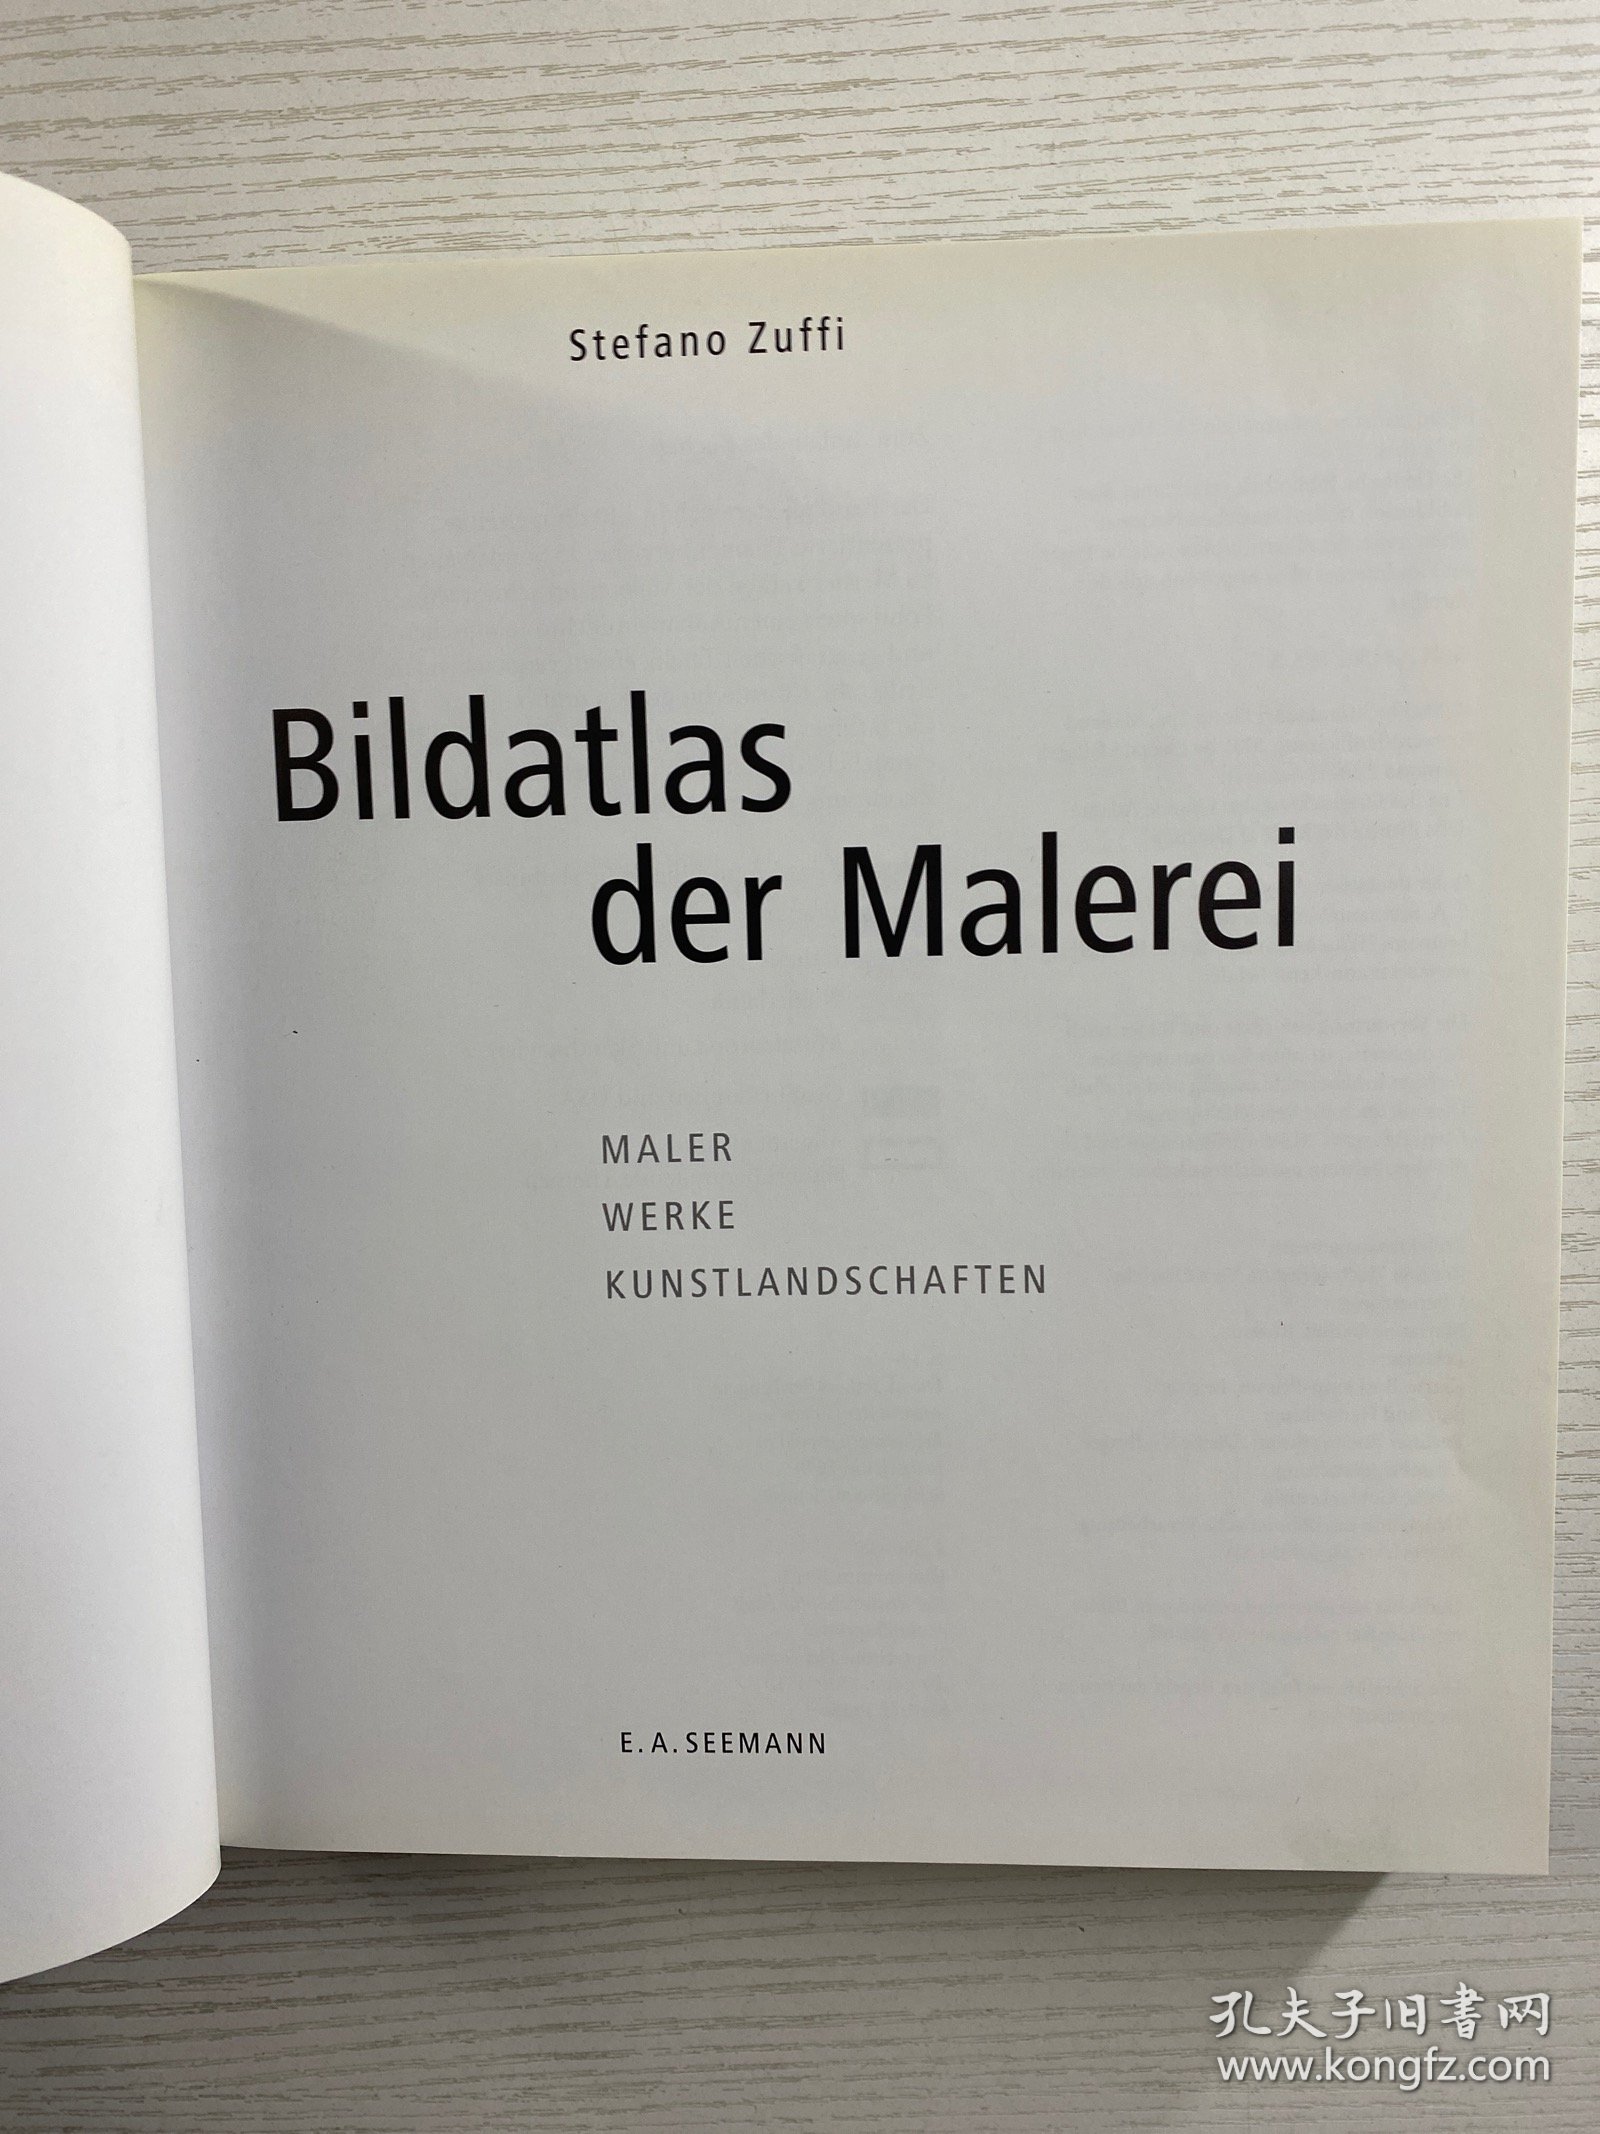 Stefano Zuffi
Bildatlas
der Malerei
MALER
WERKE
KUNSTLANDSCHAFTEN
E. A. SEEMANN
孔夫子旧书网
www.kongfz.com